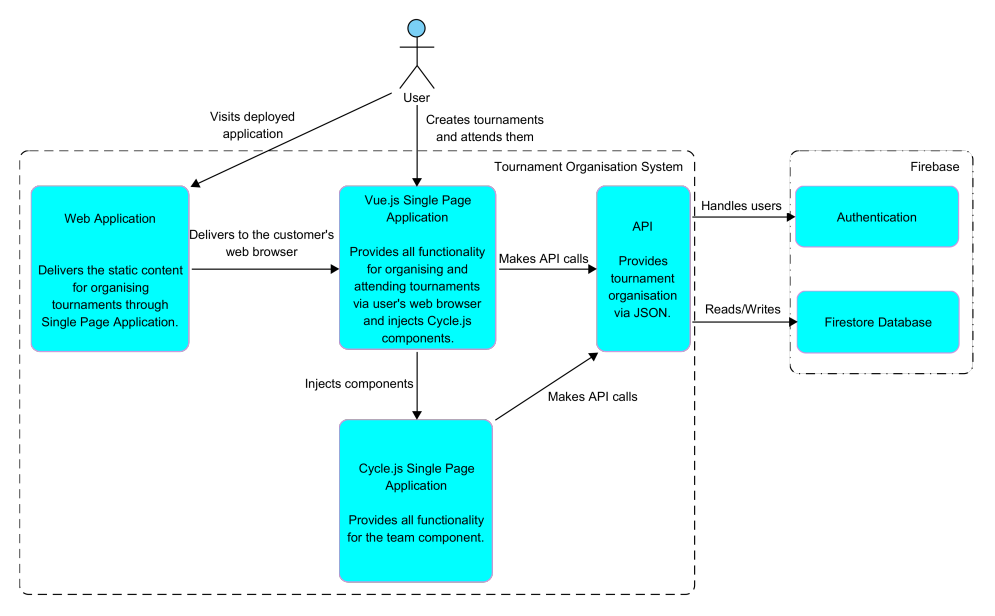 User
Visits deployed
application
Creates tournaments
and attends them
Tournament Organisation System
Firebase
Web Application
Delivers the static content
for organising
tournaments through
Single Page Application.
Delivers to the customer's
web browser
Vue.js Single Page
Application
Provides all functionality
for organising and
attending tournaments
via user's web browser
and injects Cycle.js
components.
Makes API calls
API
Provides
tournament
organisation
via JSON.
Handles users
Authentication
Reads/Writes
Firestore Database
Injects components
Makes API calls
Cycle.js Single Page
Application
Provides all functionality
for the team component.